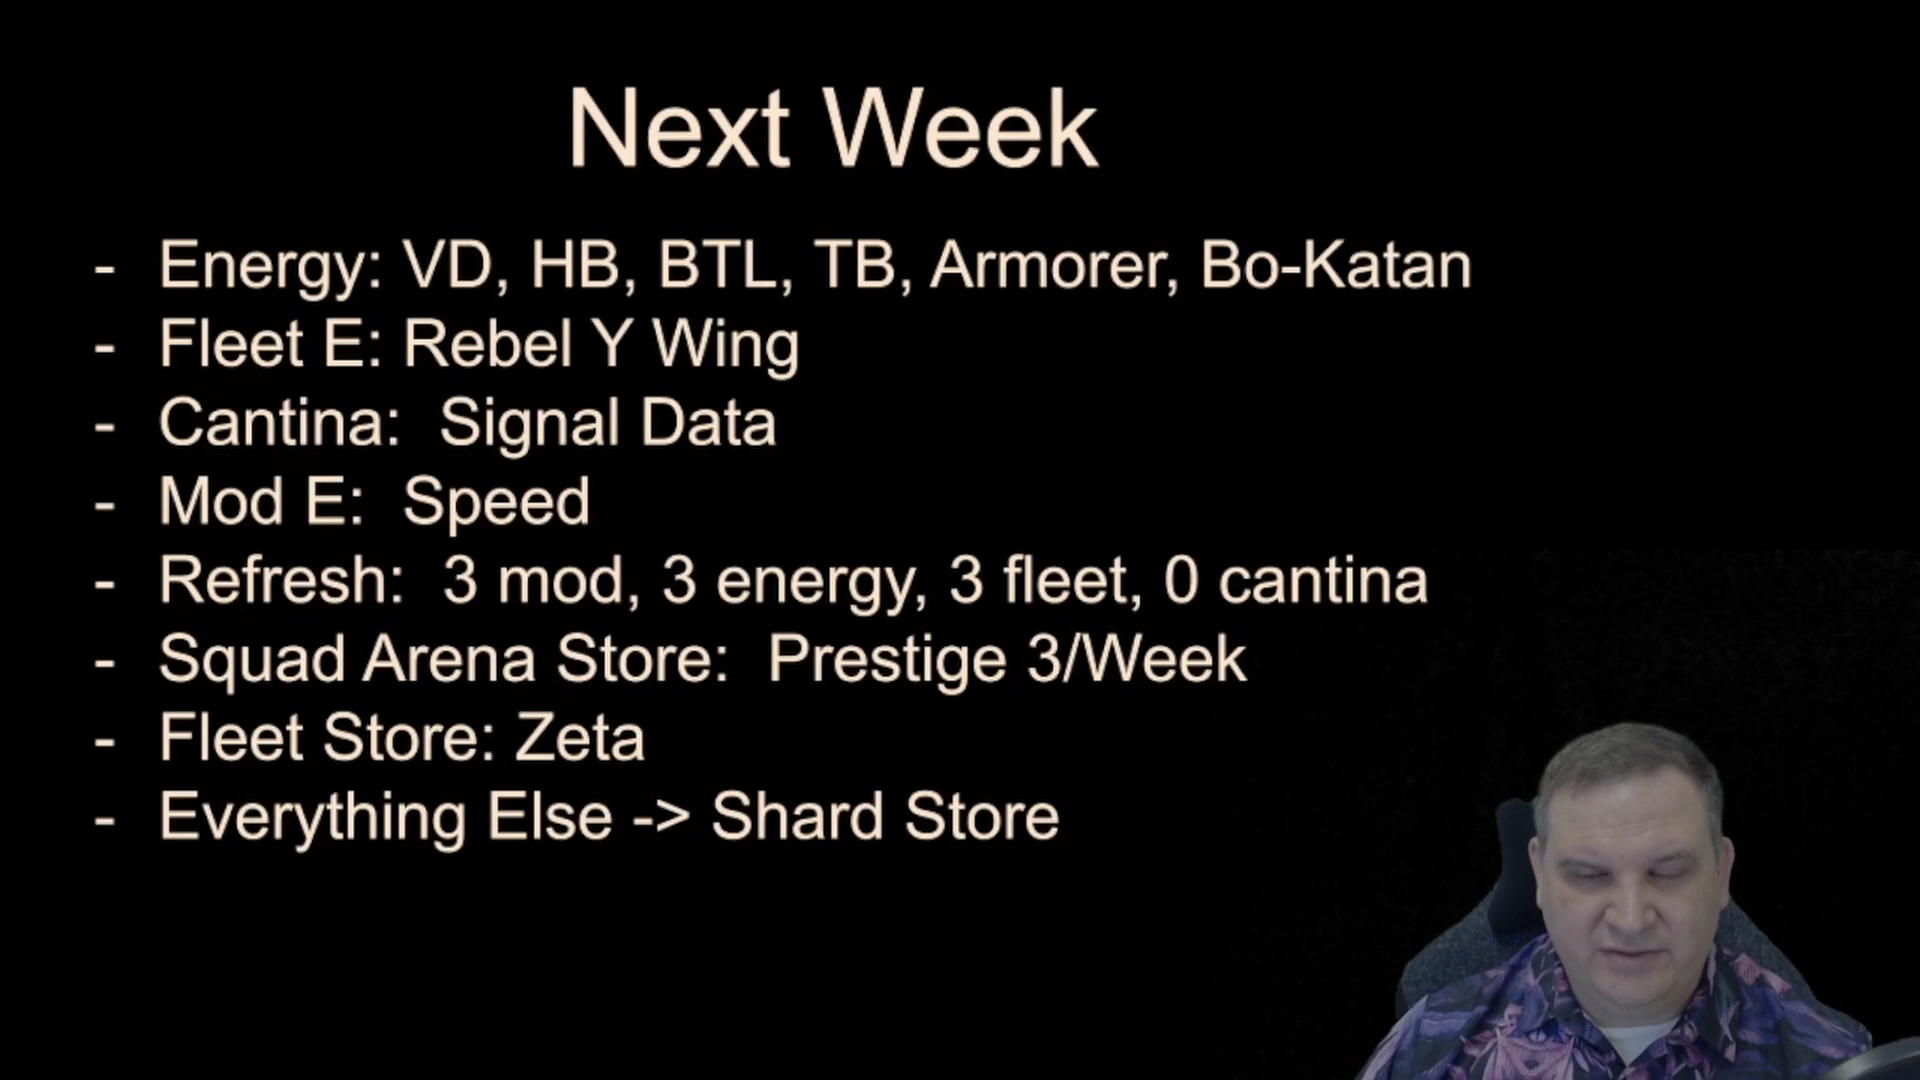 Next Week
- Energy: VD, HB, BTL, TB, Armorer, Bo-Katan
- Fleet E: Rebel Y Wing
- Cantina:  Signal Data
- Mod E:  Speed
- Refresh:  3 mod, 3 energy, 3 fleet, 0 cantina
- Squad Arena Store:  Prestige 3/Week
- Fleet Store: Zeta
- Everything Else -> Shard Store